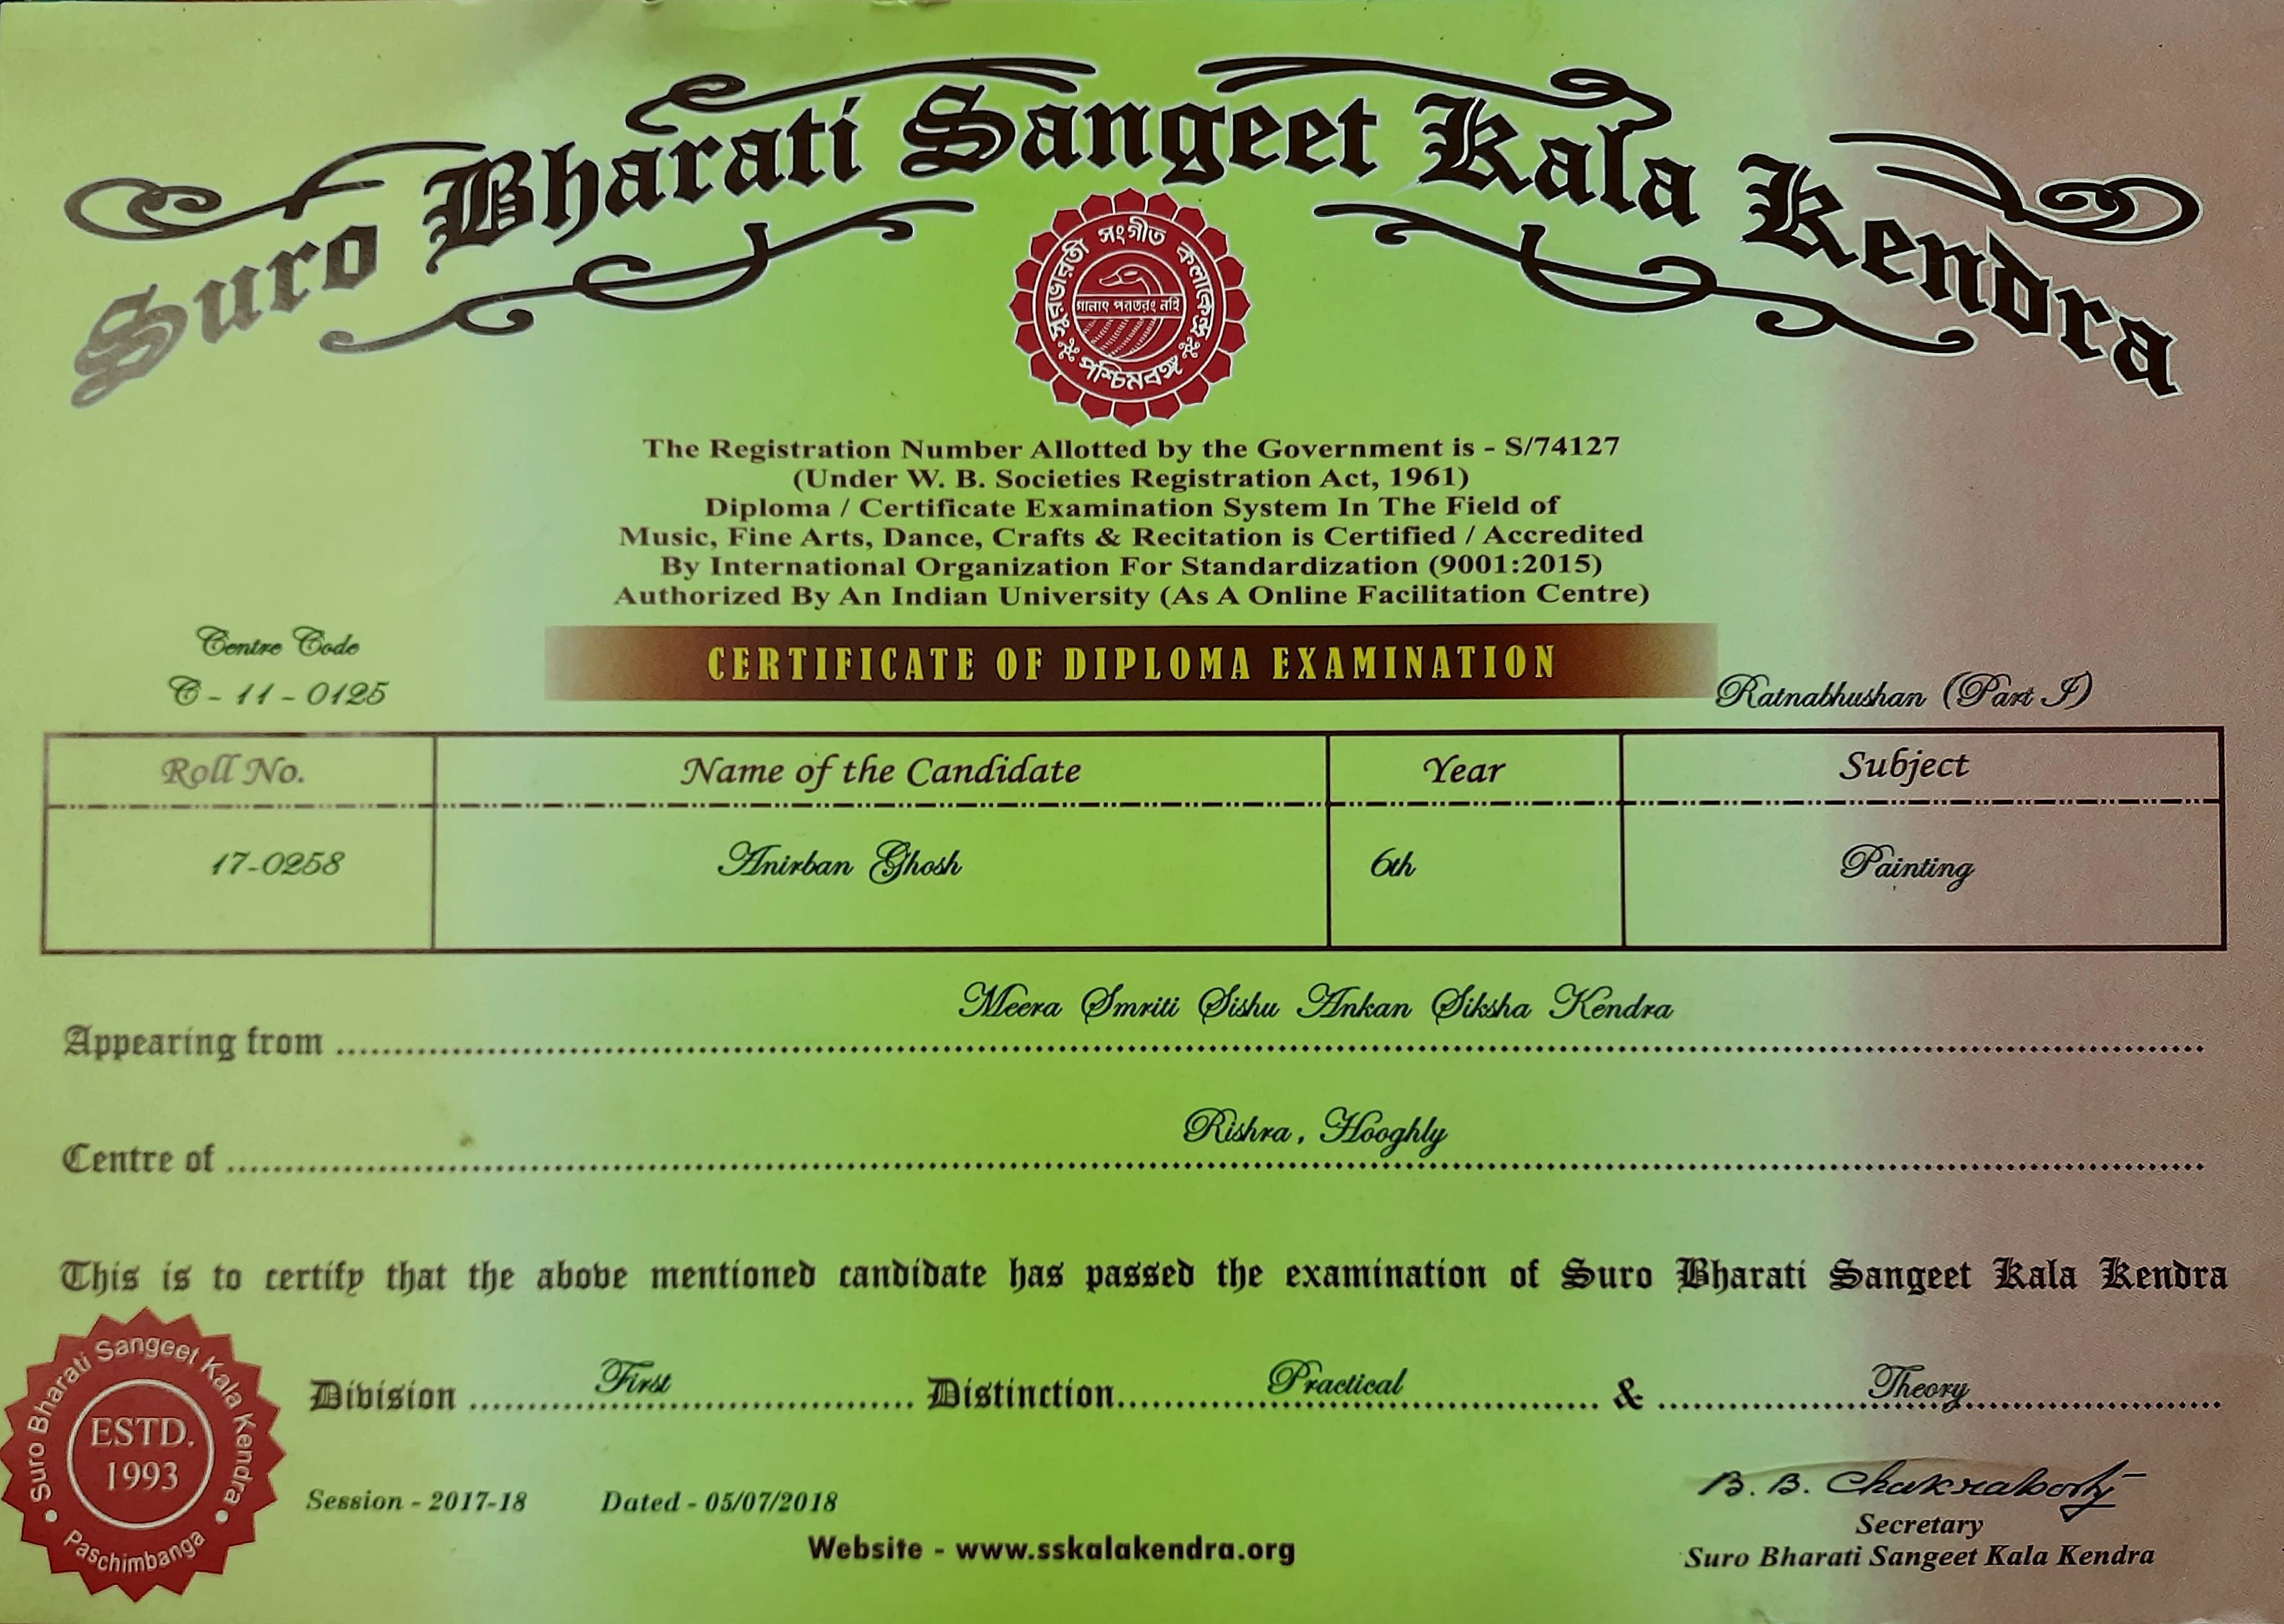 Suro Bharati Sangeet Kala Kendra
সুরভারতী সংগীত কলাকেন্দ্র
গানাৎ পরতরং নহি
পশ্চিমবঙ্গ
The Registration Number Allotted by the Government is - S/74127
(Under W. B. Societies Registration Act, 1961)
Diploma / Certificate Examination System In The Field of
Music, Fine Arts, Dance, Crafts & Recitation is Certified / Accredited
By International Organization For Standardization (9001:2015)
Authorized By An Indian University (As A Online Facilitation Centre)
Centre Code
C - 11 - 0125
CERTIFICATE OF DIPLOMA EXAMINATION
Ratnabhushan (Part I)
Roll No. Name of the Candidate Year Subject
17-0258 Anirban Ghosh 6th Painting
Appearing from Meera Smriti Sishu Ankan Siksha Kendra
Centre of Rishra, Hooghly
This is to certify that the above mentioned candidate has passed the examination of Suro Bharati Sangeet Kala Kendra
Division First Distinction Practical & Theory
Suro Bharati Sangeet Kala Kendra
ESTD.
1993
Paschimbanga
Session - 2017-18 Dated - 05/07/2018
B. B. Chakraborty
Secretary
Suro Bharati Sangeet Kala Kendra
Website - www.sskalakendra.org